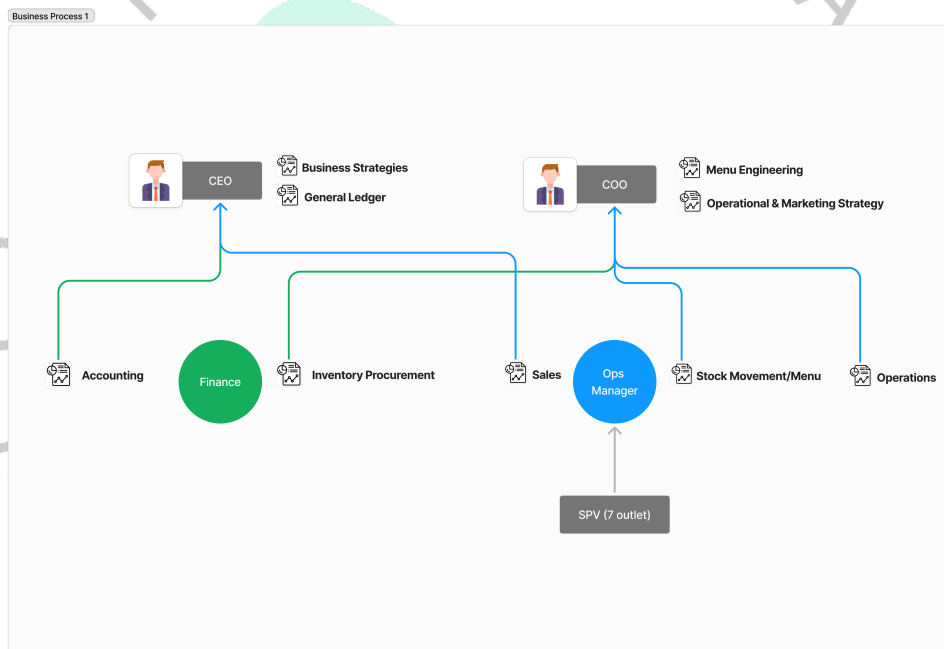 Business Process 1
CEO
Business Strategies
General Ledger
COO
Menu Engineering
Operational & Marketing Strategy
Accounting
Finance
Inventory Procurement
Sales
Ops
Manager
Stock Movement/Menu
Operations
SPV (7 outlet)